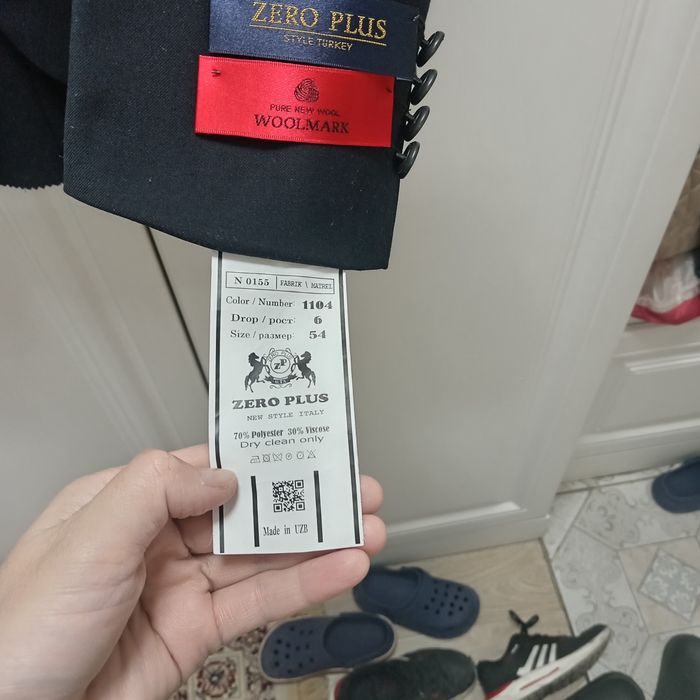 ZERO PLUS
STYLE TURKEY
PURE NEW WOOL
WOOLMARK
N 0155 FABRIK \ MATREL
Color / Number: 1104
Drop / рост: 6
Size / размер: 54
ZERO PLUS
NEW STYLE ITALY
70% Polyester 30% Viscose
Dry clean only
Made in UZB